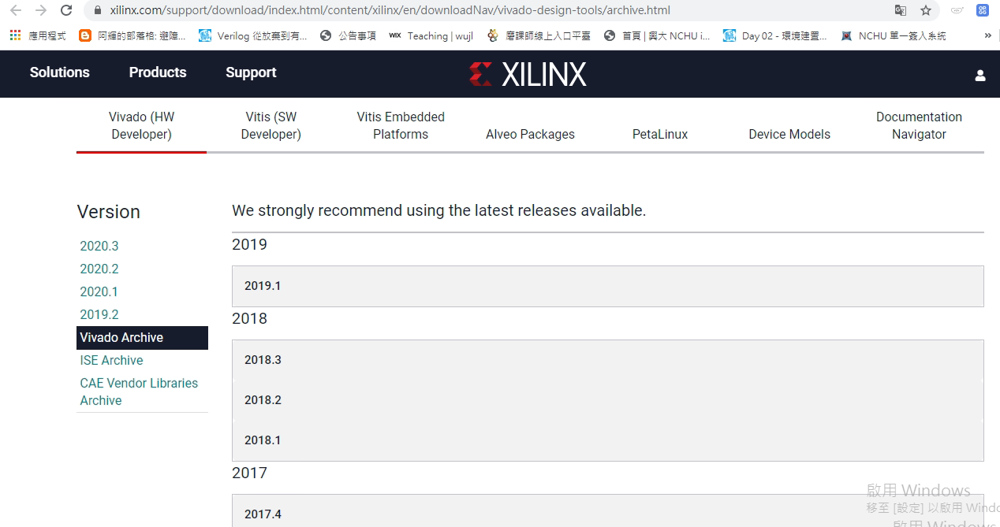 xilinx.com/support/download/index.html/content/xilinx/en/downloadNav/vivado-design-tools/archive.html
應用程式 阿輝的部落格: 避障... Verilog 從放棄到有... 公告事項 WIX Teaching | wujl 磨課師線上入口平臺 首頁 | 興大 NCHU i... Day 02 - 環境建置... NCHU 單一簽入系統 »
Solutions Products Support XILINX
Vivado (HW Developer)
Vitis (SW Developer)
Vitis Embedded Platforms
Alveo Packages
PetaLinux
Device Models
Documentation Navigator
Version
2020.3
2020.2
2020.1
2019.2
Vivado Archive
ISE Archive
CAE Vendor Libraries
Archive
We strongly recommend using the latest releases available.
2019
2019.1
2018
2018.3
2018.2
2018.1
2017
2017.4
啟用 Windows
移至 [設定] 以啟用 Windo
啟用 Windows